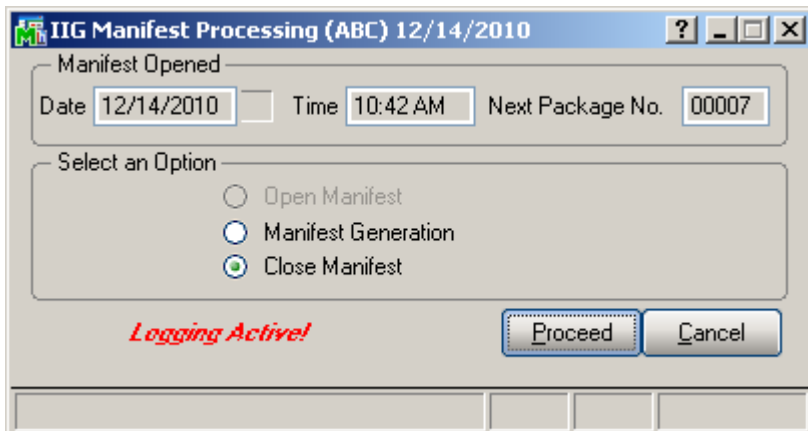 IIG Manifest Processing (ABC) 12/14/2010
Manifest Opened
Date 12/14/2010 Time 10:42 AM Next Package No. 00007
Select an Option
Open Manifest
Manifest Generation
Close Manifest
Logging Active! Proceed Cancel